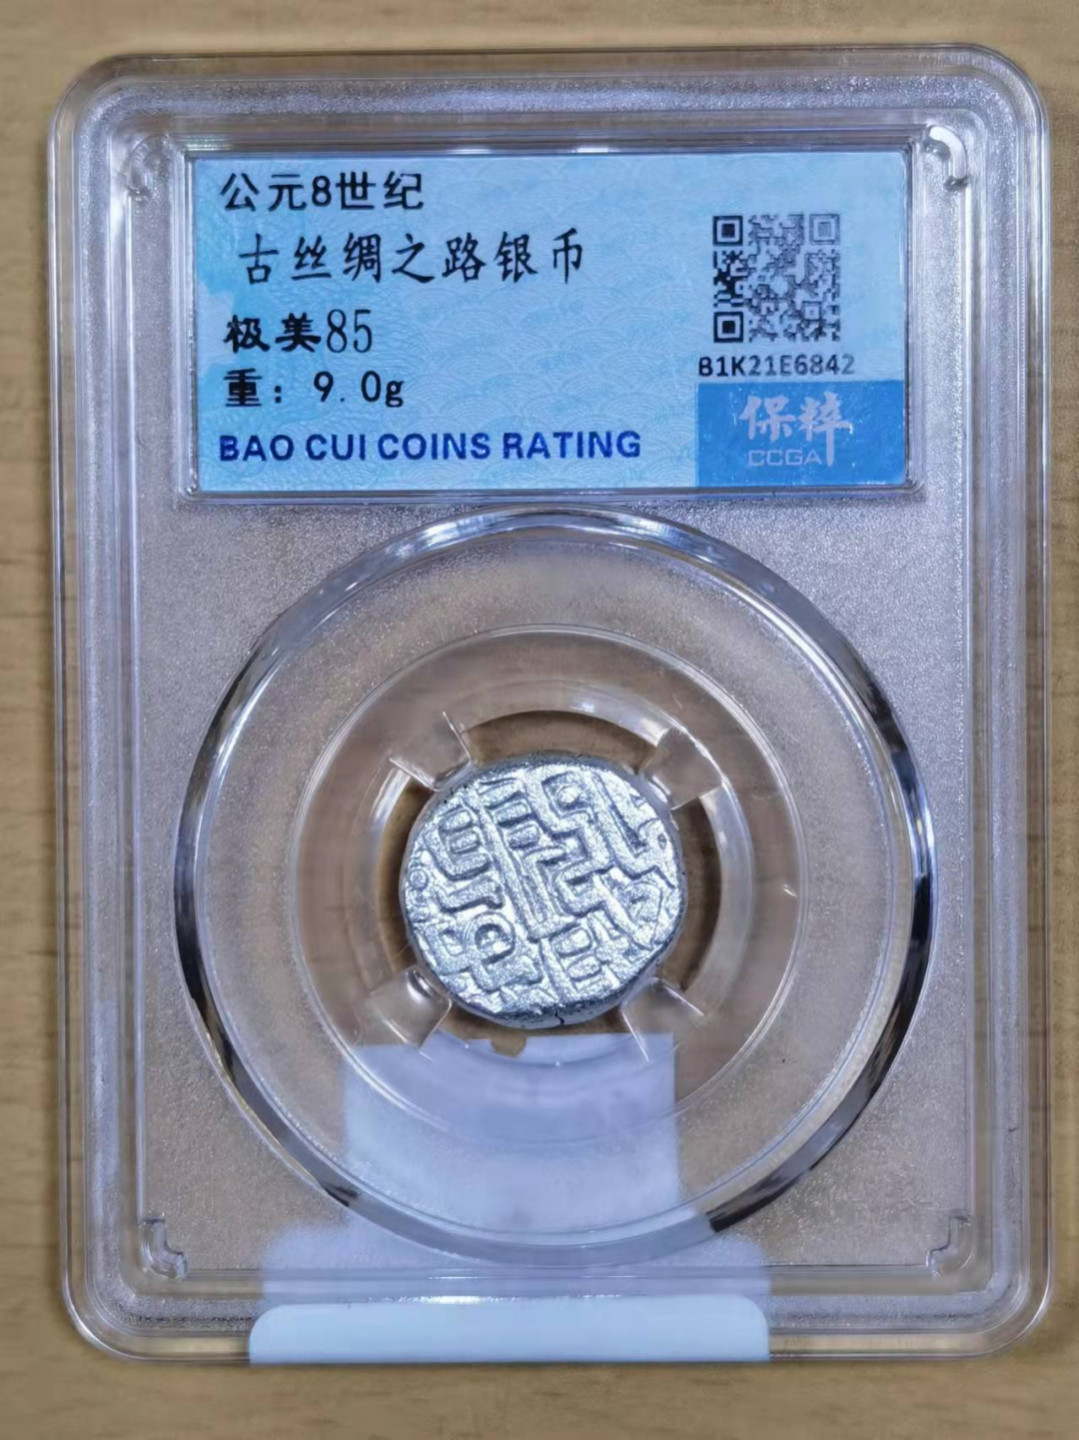 公元8世纪
古丝绸之路银币
极美85
重：9.0g
BAO CUI COINS RATING
B1K21E6842
保粹
CCGA